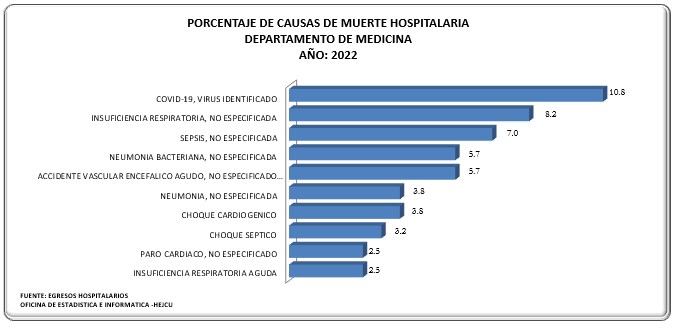 PORCENTAJE DE CAUSAS DE MUERTE HOSPITALARIA
DEPARTAMENTO DE MEDICINA
AÑO: 2022
COVID-19, VIRUS IDENTIFICADO 10.8
INSUFICIENCIA RESPIRATORIA, NO ESPECIFICADA 8.2
SEPSIS, NO ESPECIFICADA 7.0
NEUMONIA BACTERIANA, NO ESPECIFICADA 5.7
ACCIDENTE VASCULAR ENCEFALICO AGUDO, NO ESPECIFICADO... 5.7
NEUMONIA, NO ESPECIFICADA 3.8
CHOQUE CARDIOGENICO 3.8
CHOQUE SEPTICO 3.2
PARO CARDIACO, NO ESPECIFICADO 2.5
INSUFICIENCIA RESPIRATORIA AGUDA 2.5
FUENTE: EGRESOS HOSPITALARIOS
OFICINA DE ESTADISTICA E INFORMATICA -HEJCU